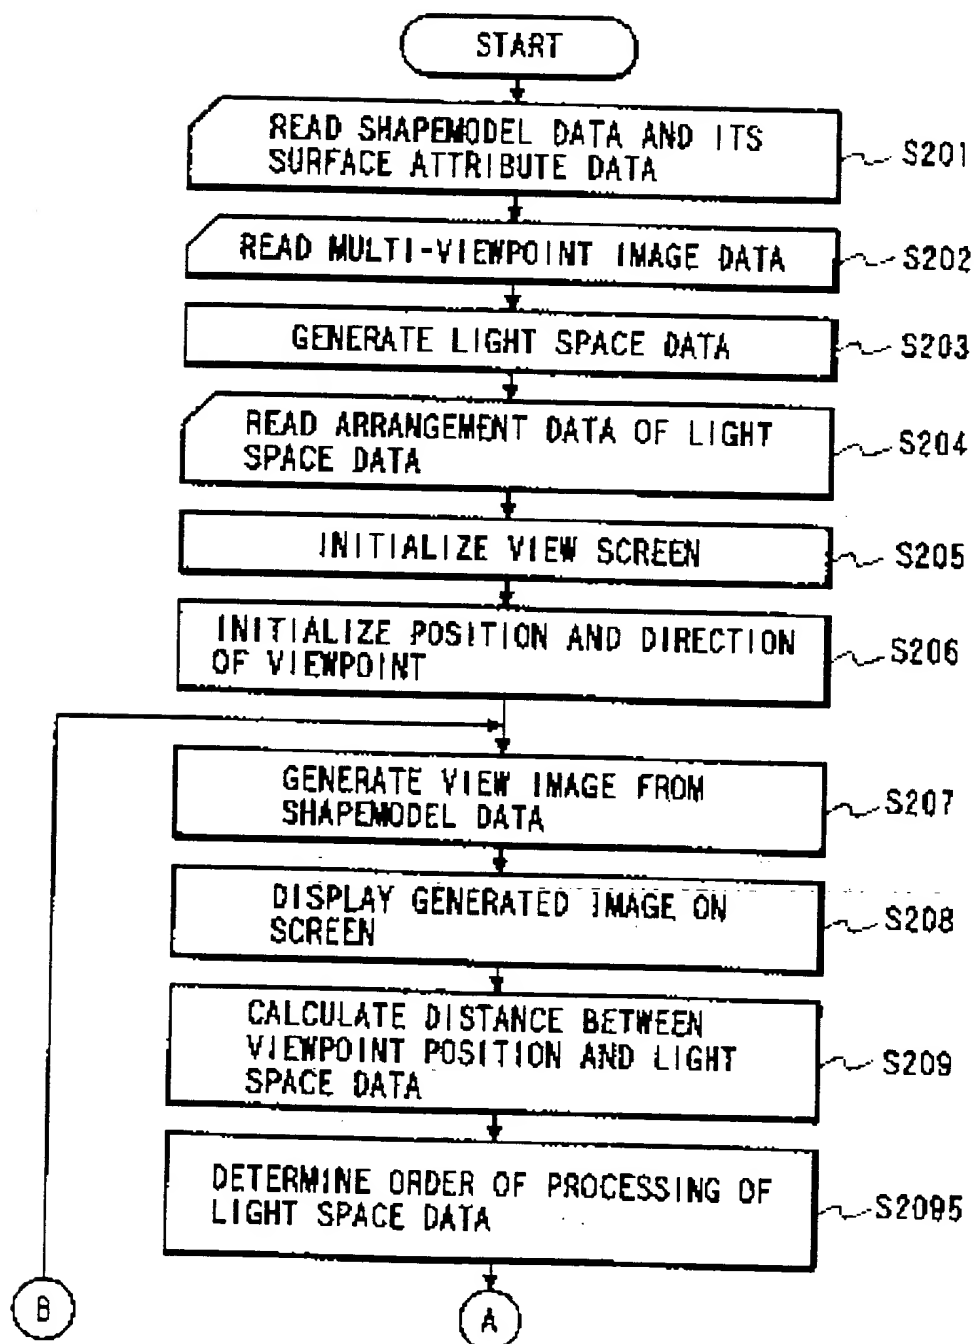 START
READ SHAPEMODEL DATA AND ITS
SURFACE ATTRIBUTE DATA
S201
READ MULTI-VIEWPOINT IMAGE DATA
S202
GENERATE LIGHT SPACE DATA
S203
READ ARRANGEMENT DATA OF LIGHT
SPACE DATA
S204
INITIALIZE VIEW SCREEN
S205
INITIALIZE POSITION AND DIRECTION
OF VIEWPOINT
S206
GENERATE VIEW IMAGE FROM
SHAPEMODEL DATA
S207
DISPLAY GENERATED IMAGE ON
SCREEN
S208
CALCULATE DISTANCE BETWEEN
VIEWPOINT POSITION AND LIGHT
SPACE DATA
S209
DETERMINE ORDER OF PROCESSING OF
LIGHT SPACE DATA
S2095
B
A